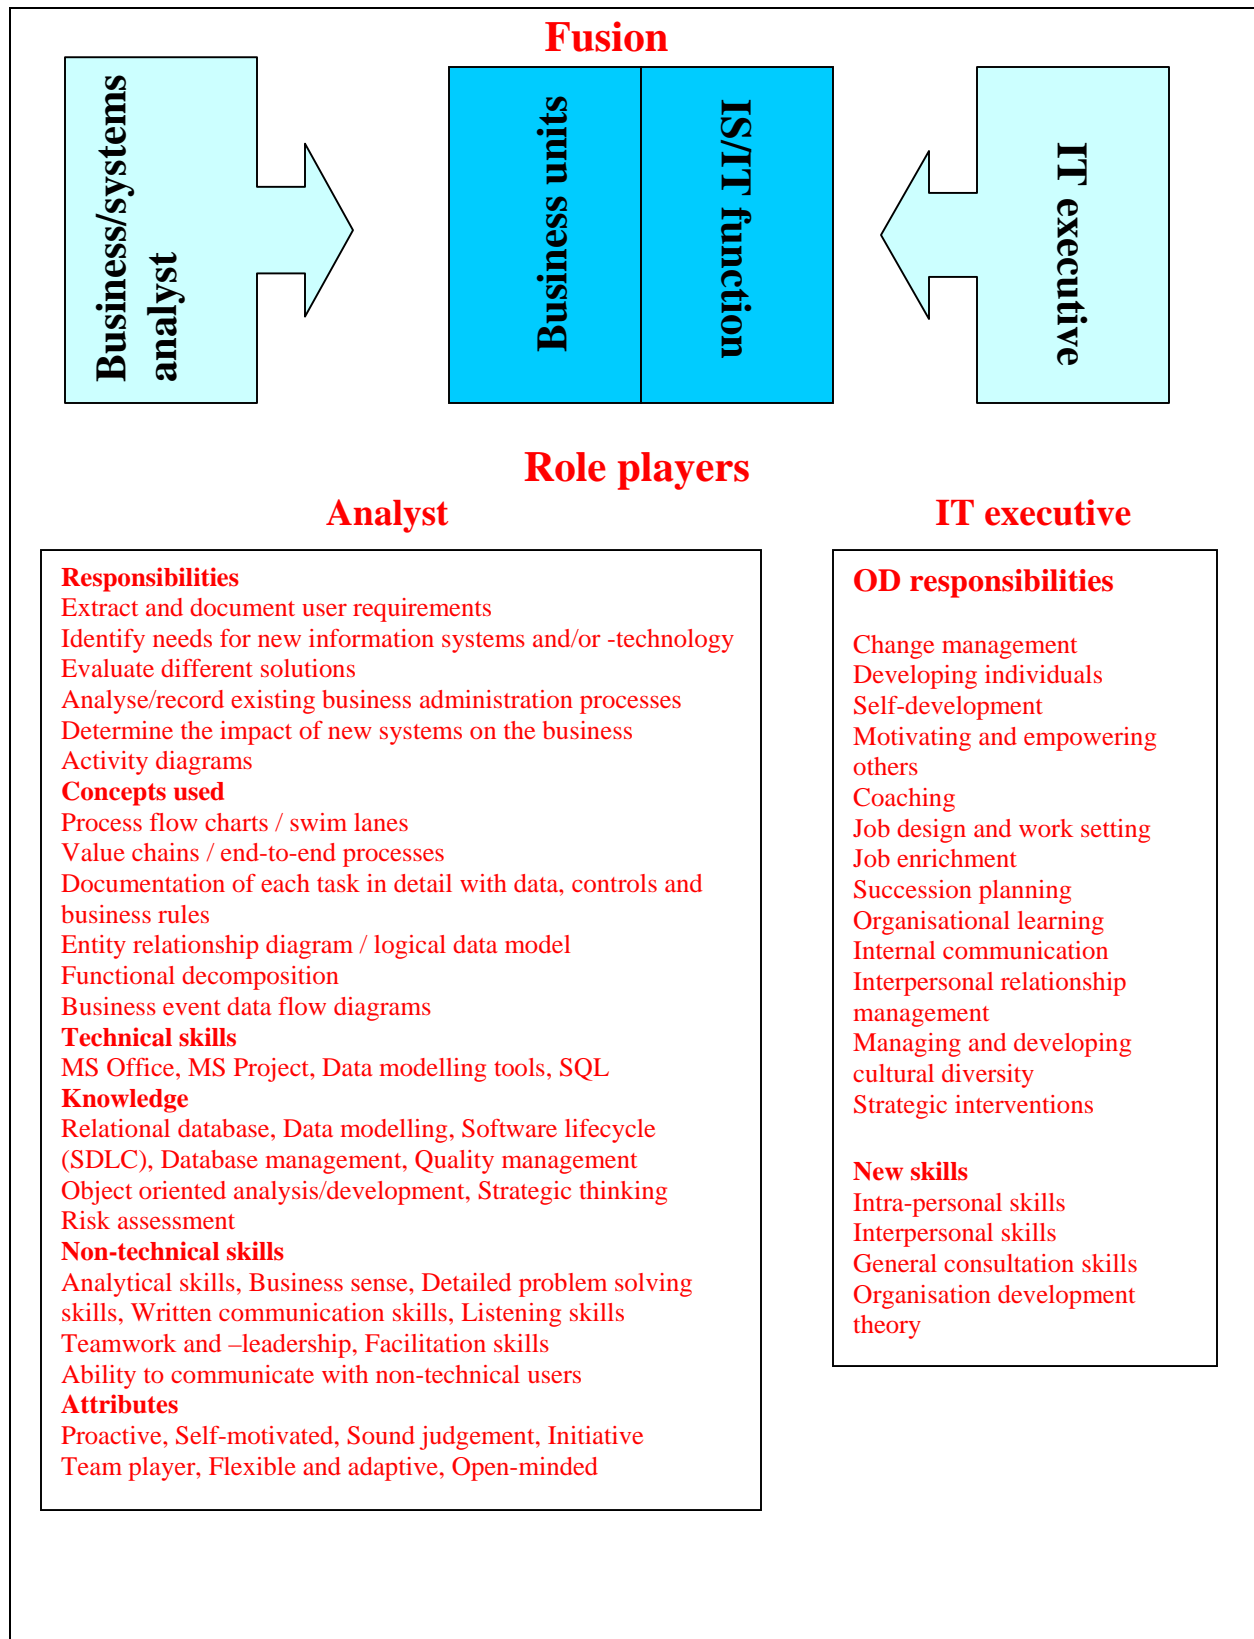 Fusion
Business/systems
analyst
Business units
IS/IT function
IT executive
Role players
Analyst
IT executive
Responsibilities
Extract and document user requirements
Identify needs for new information systems and/or -technology
Evaluate different solutions
Analyse/record existing business administration processes
Determine the impact of new systems on the business
Activity diagrams
Concepts used
Process flow charts / swim lanes
Value chains / end-to-end processes
Documentation of each task in detail with data, controls and
business rules
Entity relationship diagram / logical data model
Functional decomposition
Business event data flow diagrams
Technical skills
MS Office, MS Project, Data modelling tools, SQL
Knowledge
Relational database, Data modelling, Software lifecycle
(SDLC), Database management, Quality management
Object oriented analysis/development, Strategic thinking
Risk assessment
Non-technical skills
Analytical skills, Business sense, Detailed problem solving
skills, Written communication skills, Listening skills
Teamwork and –leadership, Facilitation skills
Ability to communicate with non-technical users
Attributes
Proactive, Self-motivated, Sound judgement, Initiative
Team player, Flexible and adaptive, Open-minded
OD responsibilities
Change management
Developing individuals
Self-development
Motivating and empowering
others
Coaching
Job design and work setting
Job enrichment
Succession planning
Organisational learning
Internal communication
Interpersonal relationship
management
Managing and developing
cultural diversity
Strategic interventions
New skills
Intra-personal skills
Interpersonal skills
General consultation skills
Organisation development
theory